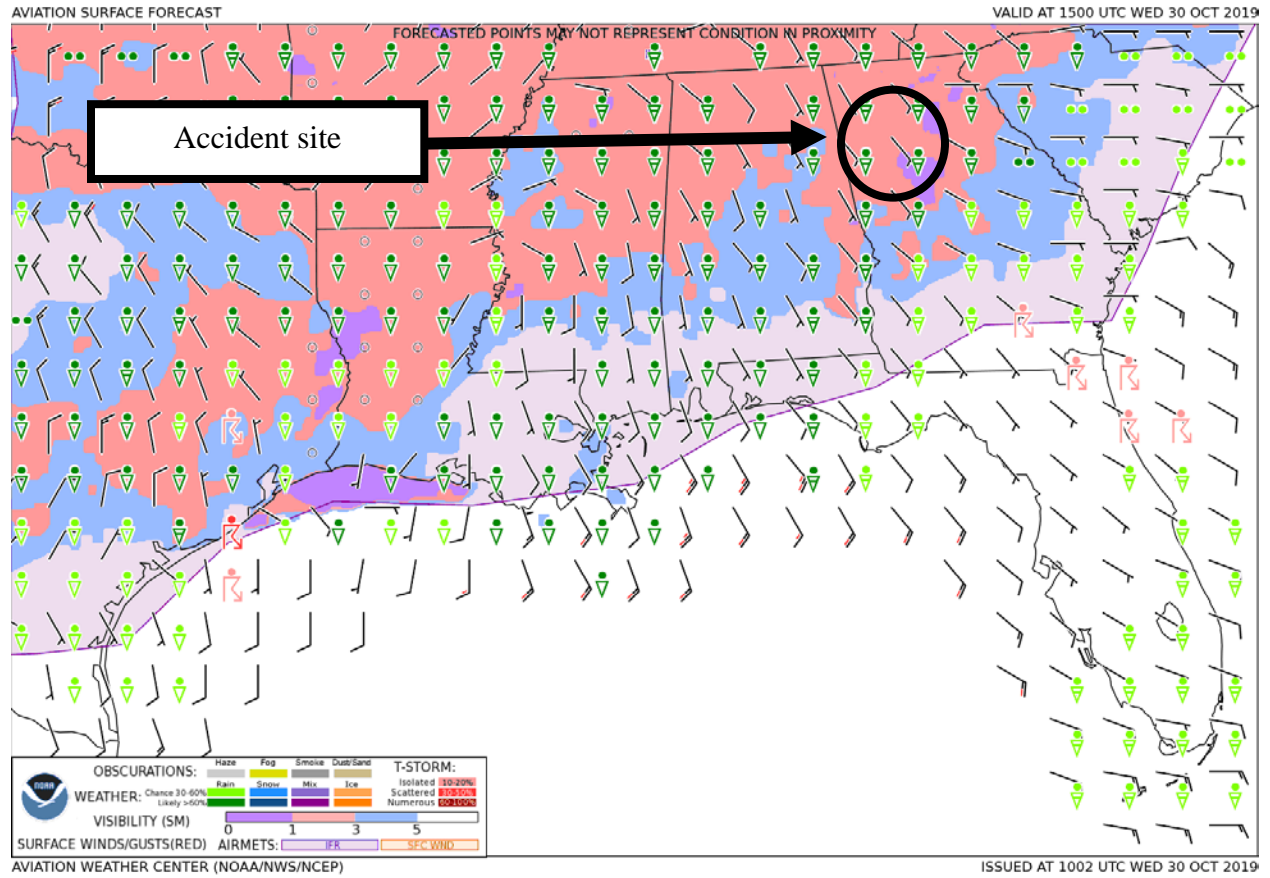 AVIATION SURFACE FORECAST VALID AT 1500 UTC WED 30 OCT 2019
FORECASTED POINTS MAY NOT REPRESENT CONDITION IN PROXIMITY
Accident site
NOAA
OBSCURATIONS: Haze Fog Smoke Dust/Sand
T-STORM:
Isolated 10-20%
Scattered 30-50%
Numerous 60-100%
WEATHER: Rain Snow Mix Ice
Chance 30-60%
Likely >60%
VISIBILITY (SM)
0 1 3 5
SURFACE WINDS/GUSTS(RED) AIRMETS: IFR SFC WND
AVIATION WEATHER CENTER (NOAA/NWS/NCEP) ISSUED AT 1002 UTC WED 30 OCT 2019